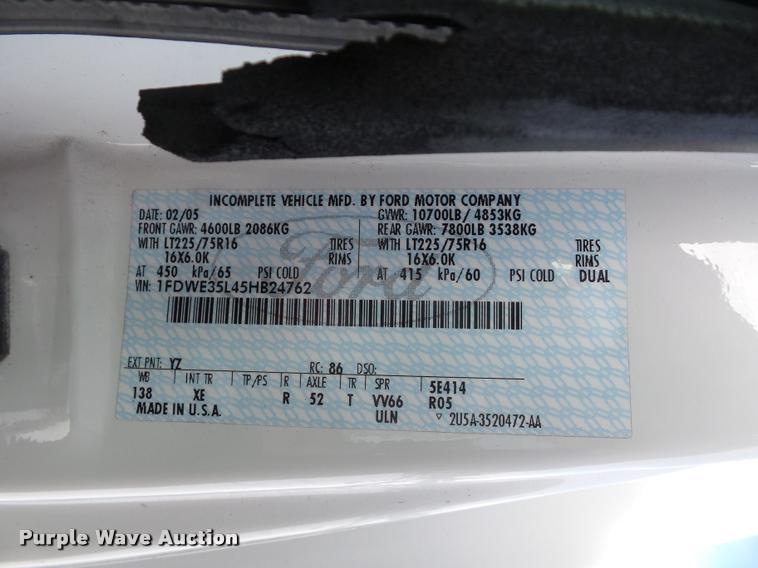 INCOMPLETE VEHICLE MFD. BY FORD MOTOR COMPANY
DATE: 02/05 GVWR: 10700LB/ 4853KG
FRONT GAWR: 4600LB 2086KG REAR GAWR: 7800LB 3538KG
WITH LT225/75R16 TIRES WITH LT225/75R16 TIRES
16X6.0K RIMS 16X6.0K RIMS
AT 450 kPa/65 PSI COLD AT 415 kPa/60 PSI COLD DUAL
VIN: 1FDWE35L45HB24762
Ford
EXT PNT: YZ RC: 86 DSO:
WB INT TR TP/PS R AXLE TR SPR 5E414
138 XE R 52 T VV66 R05
MADE IN U.S.A. ULN ▽ 2U5A-3520472-AA
Purple Wave Auction®